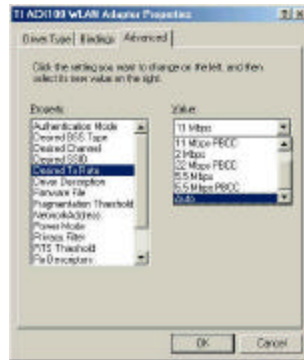 TI ACX100 WLAN Adapter Properties
Driver Type
Bindings
Advanced
Click the setting you want to change on the left, and then
select its new value on the right.
Property:
Value:
Authentication Mode
Desired BSS Type
Desired Channel
Desired SSID
Desired Tx Rate
Driver Description
Firmware File
Fragmentation Threshold
NetworkAddress
Power Mode
Privacy Filter
RTS Threshold
Rx Descriptors
11 Mbps
11 Mbps PBCC
2 Mbps
22 Mbps PBCC
5.5 Mbps
5.5 Mbps PBCC
Auto
OK
Cancel